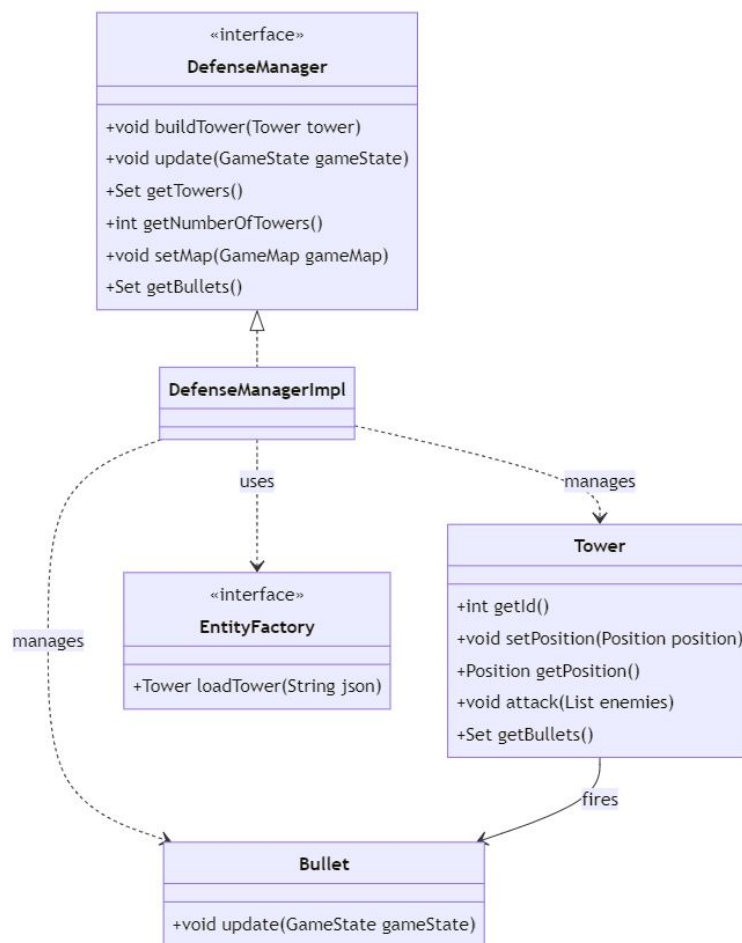 «interface»
DefenseManager
+void buildTower(Tower tower)
+void update(GameState gameState)
+Set getTowers()
+int getNumberOfTowers()
+void setMap(GameMap gameMap)
+Set getBullets()
DefenseManagerImpl
uses
manages
Tower
+int getId()
+void setPosition(Position position)
+Position getPosition()
+void attack(List enemies)
+Set getBullets()
«interface»
EntityFactory
+Tower loadTower(String json)
manages
fires
Bullet
+void update(GameState gameState)